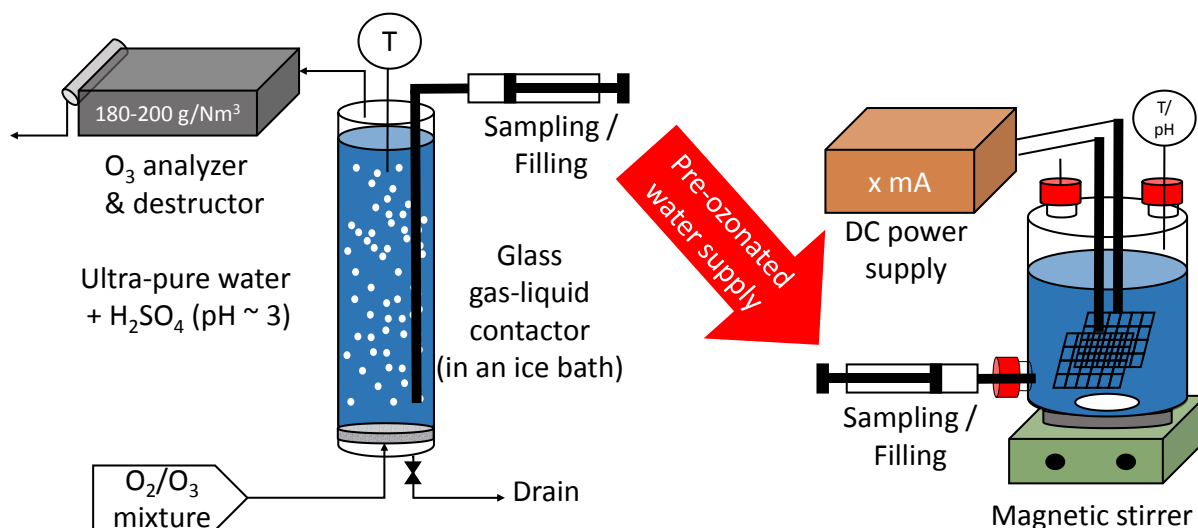 T
180-200 g/Nm³
O₃ analyzer
& destructor
Sampling /
Filling
Ultra-pure water
+ H₂SO₄ (pH ~ 3)
Glass
gas-liquid
contactor
(in an ice bath)
O₂/O₃
mixture
Drain
Pre-ozonated
water supply
x mA
DC power
supply
T/
pH
Sampling /
Filling
Magnetic stirrer